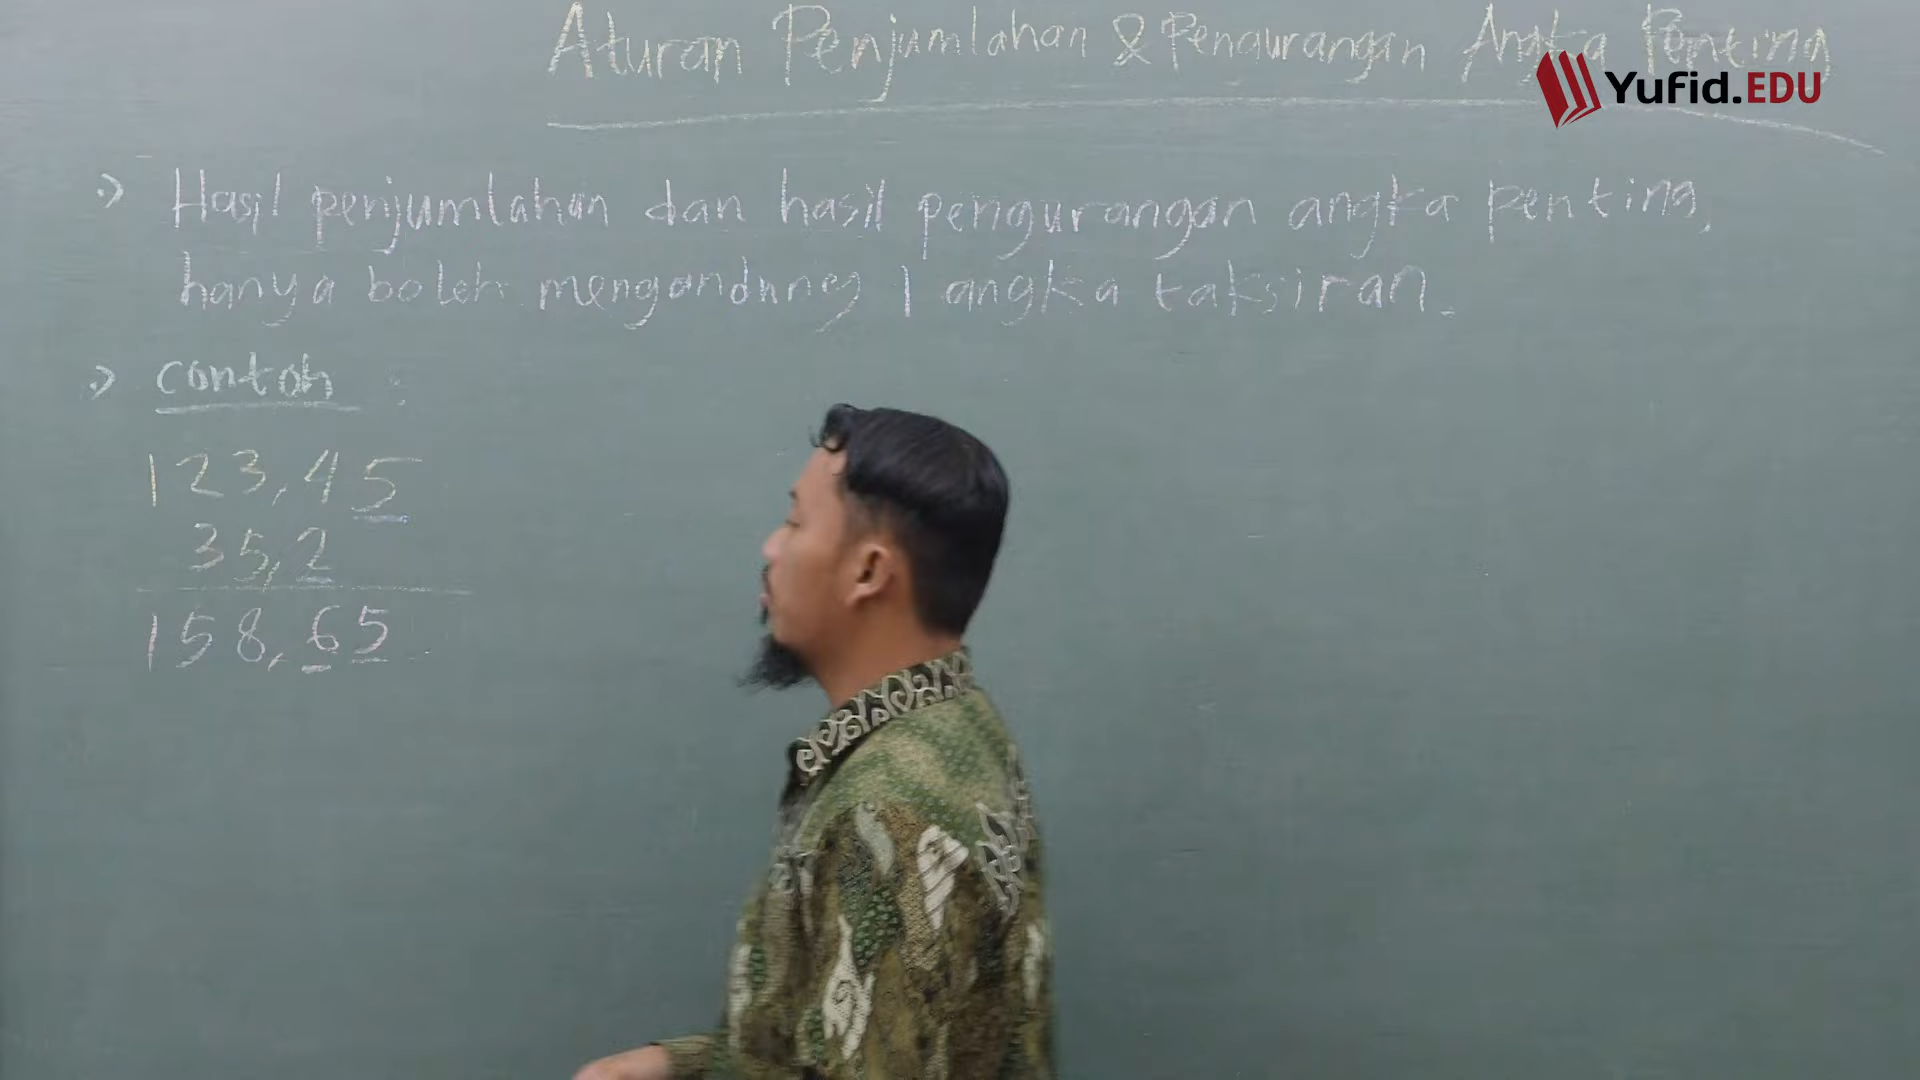 Aturan Penjumlahan & Pengurangan Angka Penting
Yufid.EDU
•> Hasil penjumlahan dan hasil pengurangan angka penting,
hanya boleh mengandung 1 angka taksiran.
•> contoh :
123,45
35,2
158,65